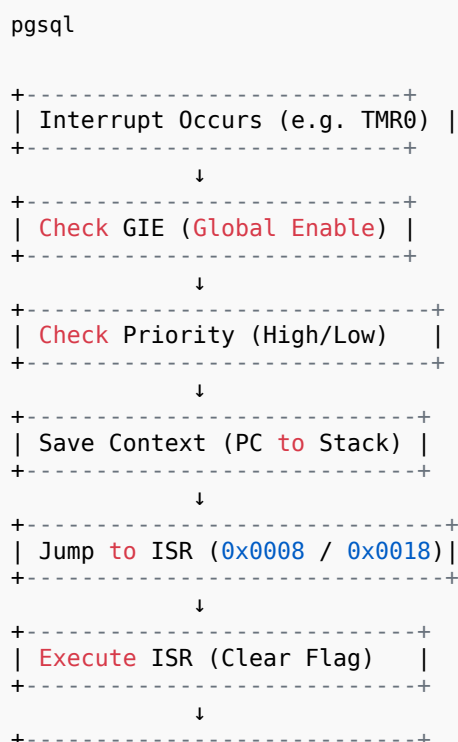 pgsql
+---------------------------+
| Interrupt Occurs (e.g. TMR0) |
+---------------------------+
↓
+---------------------------+
| Check GIE (Global Enable) |
+---------------------------+
↓
+-----------------------------+
| Check Priority (High/Low)   |
+-----------------------------+
↓
+----------------------------+
| Save Context (PC to Stack) |
+----------------------------+
↓
+------------------------------+
| Jump to ISR (0x0008 / 0x0018)|
+------------------------------+
↓
+----------------------------+
| Execute ISR (Clear Flag)   |
+----------------------------+
↓
+----------------------------+